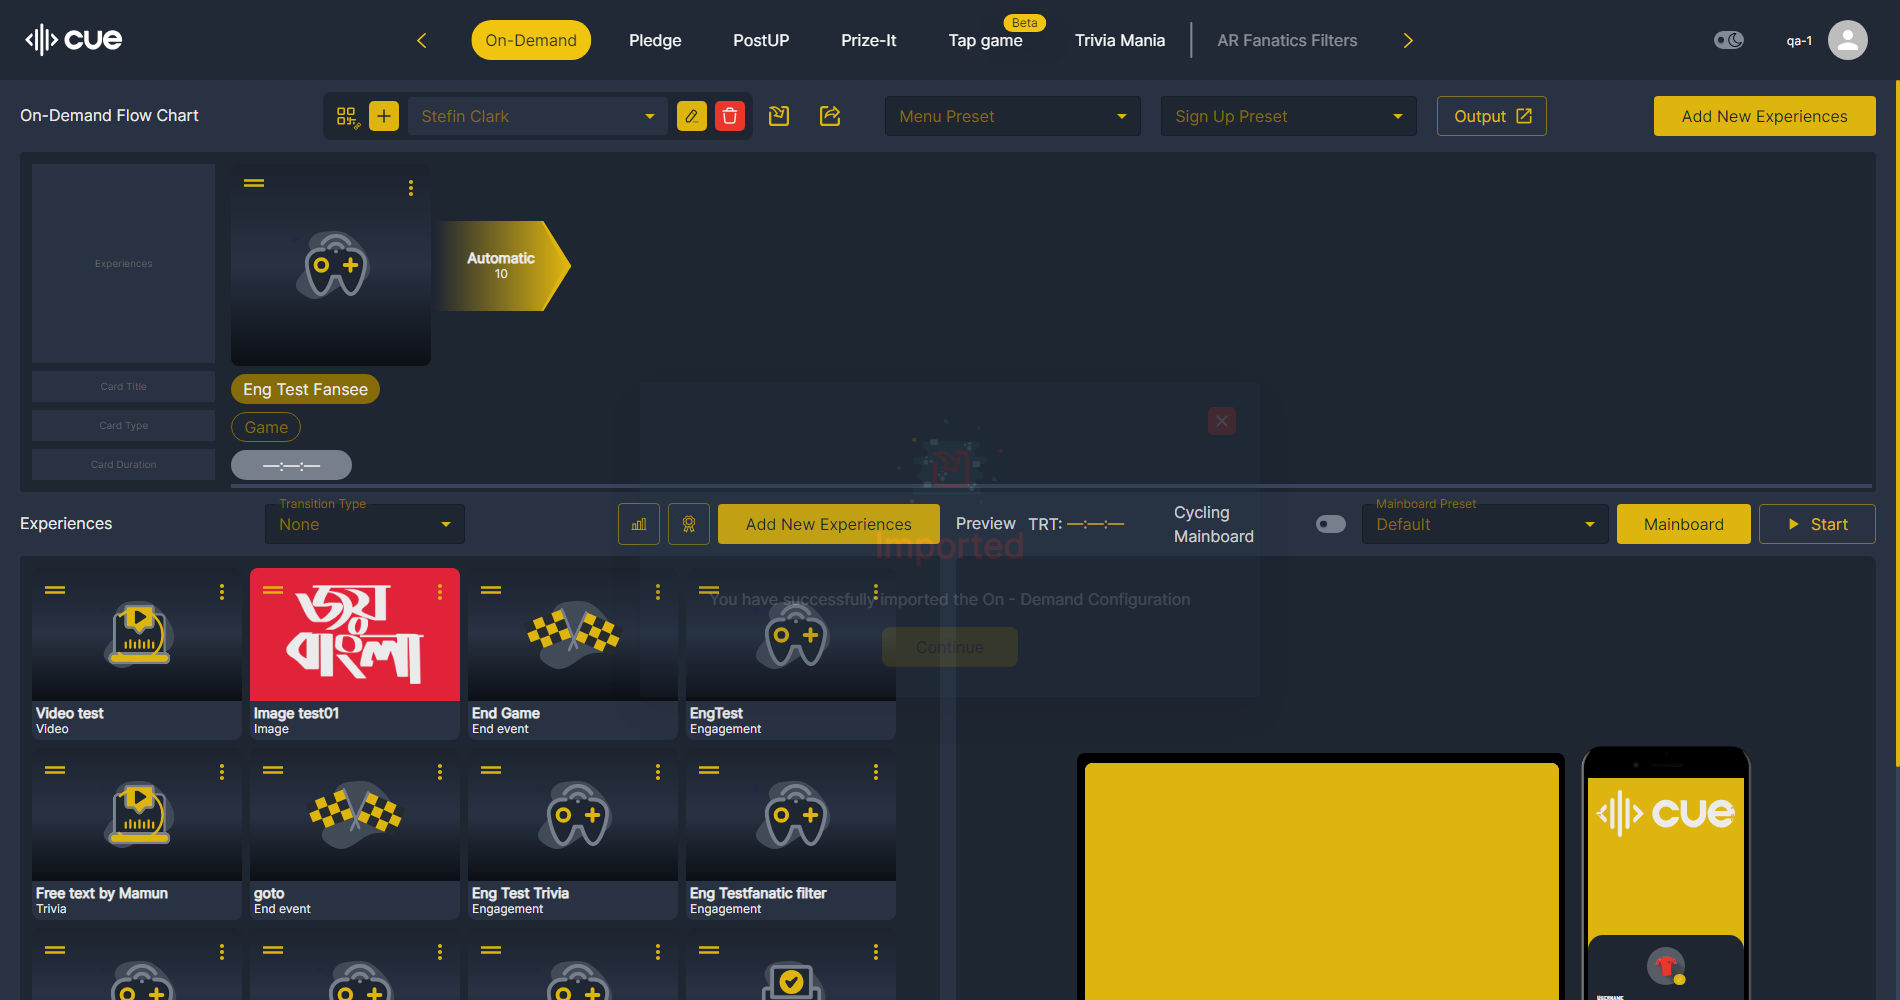 cue
On-Demand
Pledge
PostUP
Prize-It
Beta
Tap game
Trivia Mania
AR Fanatics Filters
qa-1
On-Demand Flow Chart
Stefin Clark
Menu Preset
Sign Up Preset
Output
Add New Experiences
Experiences
Automatic
10
Card Title
Eng Test Fansee
Card Type
Game
Card Duration
—:—:—
Experiences
Transition Type
None
Add New Experiences
Preview
TRT: —:—:—
Cycling
Mainboard
Mainboard Preset
Default
Mainboard
Start
Imported
You have successfully imported the On - Demand Configuration
Continue
জয়
বাংলা
Video test
Video
Image test01
Image
End Game
End event
EngTest
Engagement
Free text by Mamun
Trivia
goto
End event
Eng Test Trivia
Engagement
Eng Testfanatic filter
Engagement
cue
USERNAME